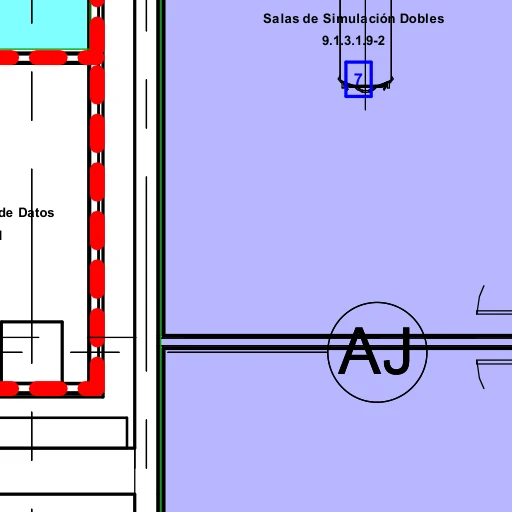 Salas de Simulación Dobles
9.1.3.1.9-2
7
de Datos
AJ